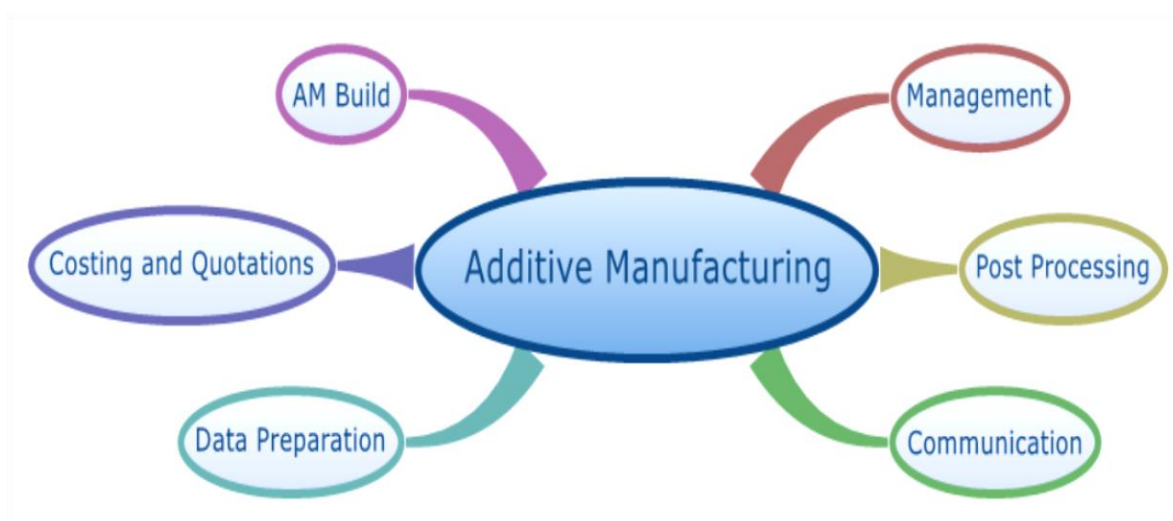 AM Build
Management
Additive Manufacturing
Costing and Quotations
Post Processing
Data Preparation
Communication